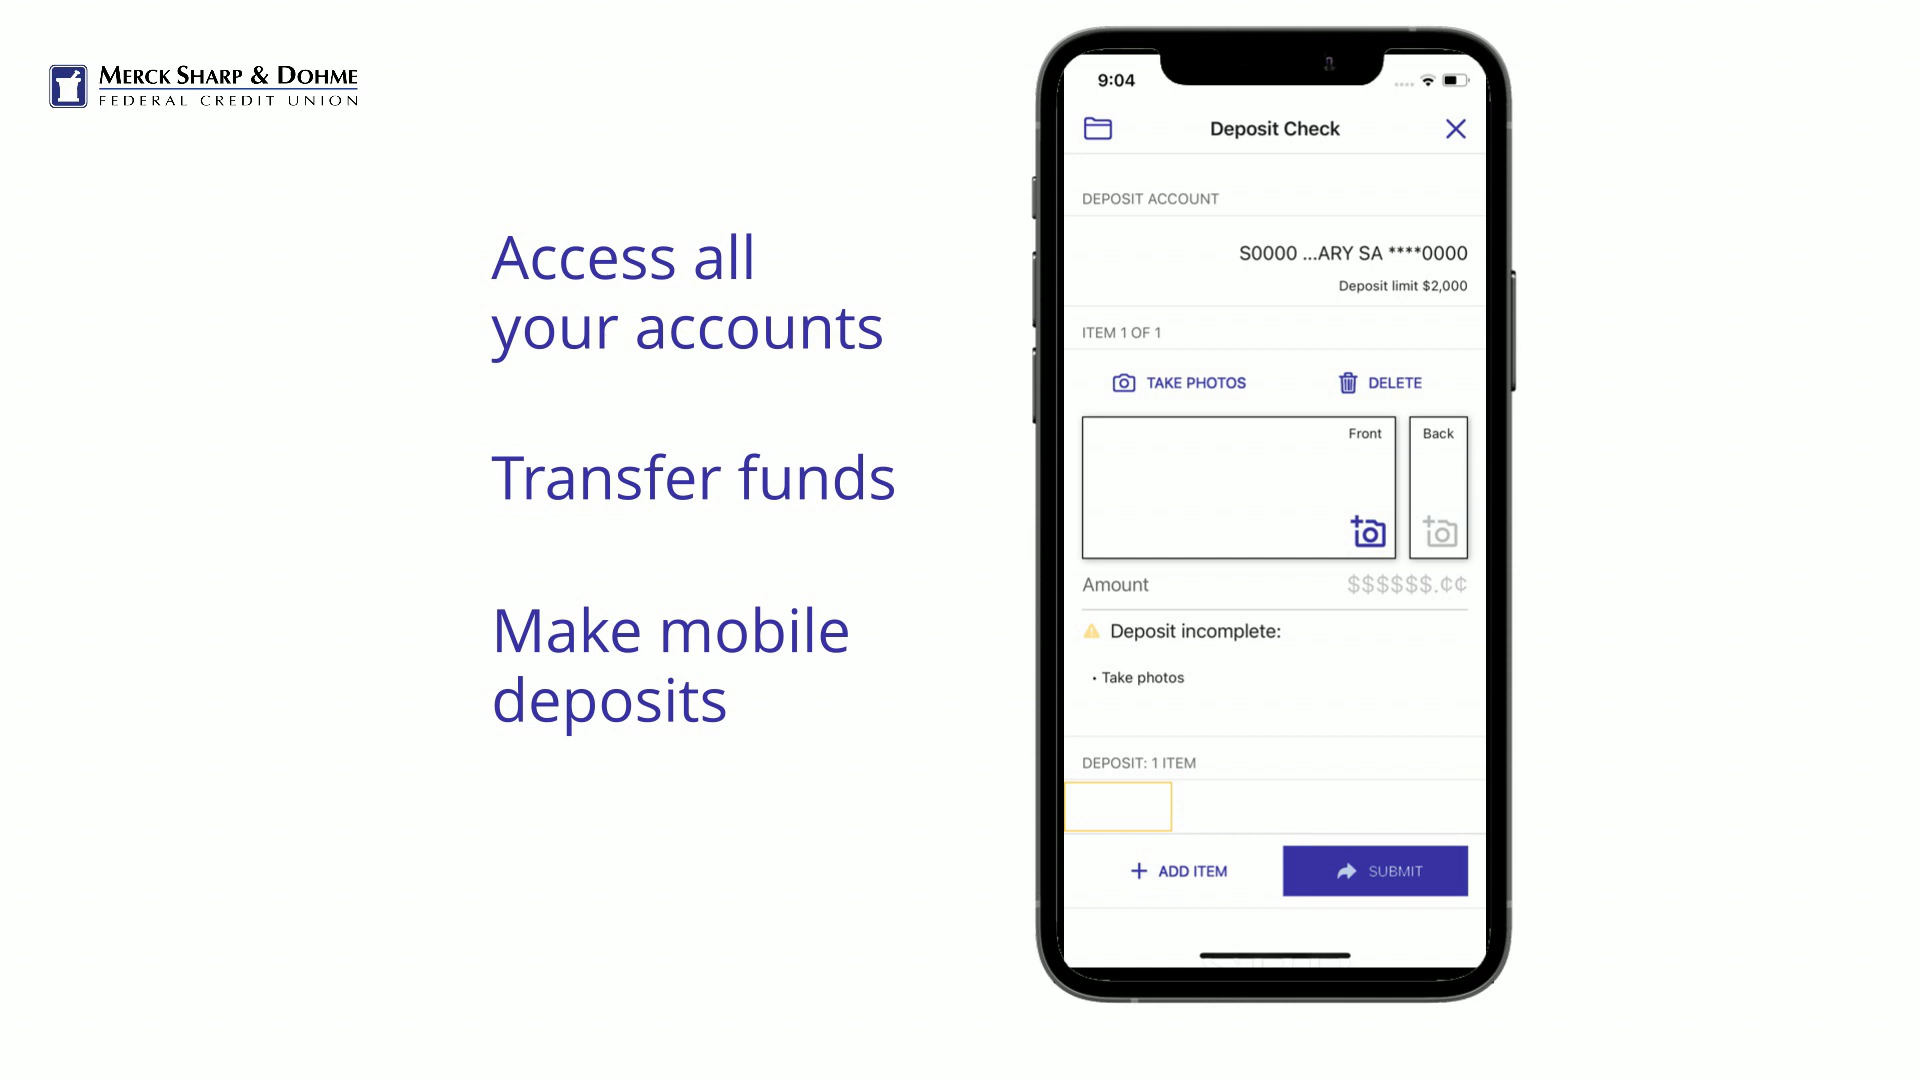 MERCK SHARP & DOHME
FEDERAL CREDIT UNION
Access all
your accounts
Transfer funds
Make mobile
deposits
9:04
Deposit Check
DEPOSIT ACCOUNT
S0000 ...ARY SA ****0000
Deposit limit $2,000
ITEM 1 OF 1
TAKE PHOTOS
DELETE
Front
Back
Amount
$$$$$$.¢¢
Deposit incomplete:
• Take photos
DEPOSIT: 1 ITEM
+ ADD ITEM
SUBMIT